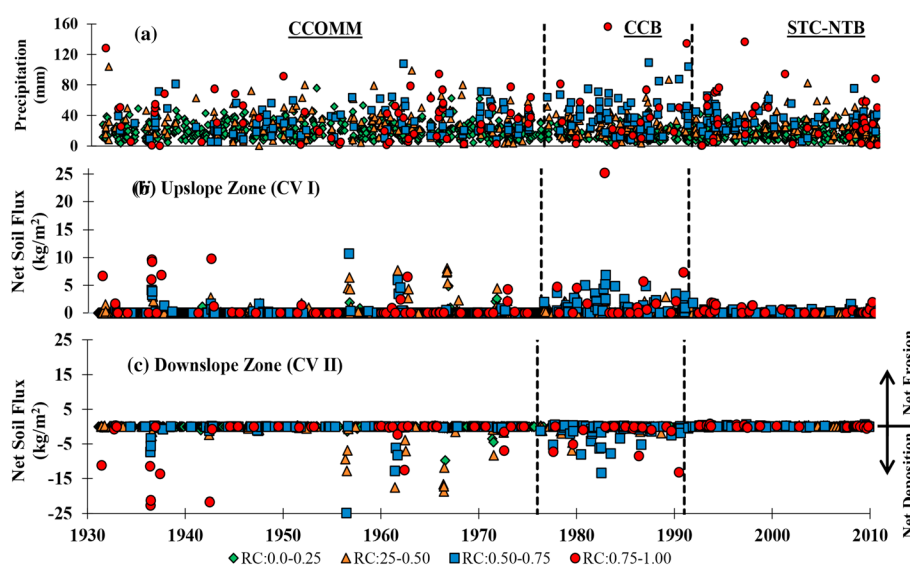 CCOMM
CCB
STC-NTB
(a)
Precipitation
(mm)
160
120
80
40
0
(b) Upslope Zone (CV I)
Net Soil Flux
(kg/m²)
25
20
15
10
5
0
(c) Downslope Zone (CV II)
Net Soil Flux
(kg/m²)
25
15
5
-5
-15
-25
Net Erosion
Net Deposition
1930 1940 1950 1960 1970 1980 1990 2000 2010
RC:0.0-0.25 RC:25-0.50 RC:0.50-0.75 RC:0.75-1.00